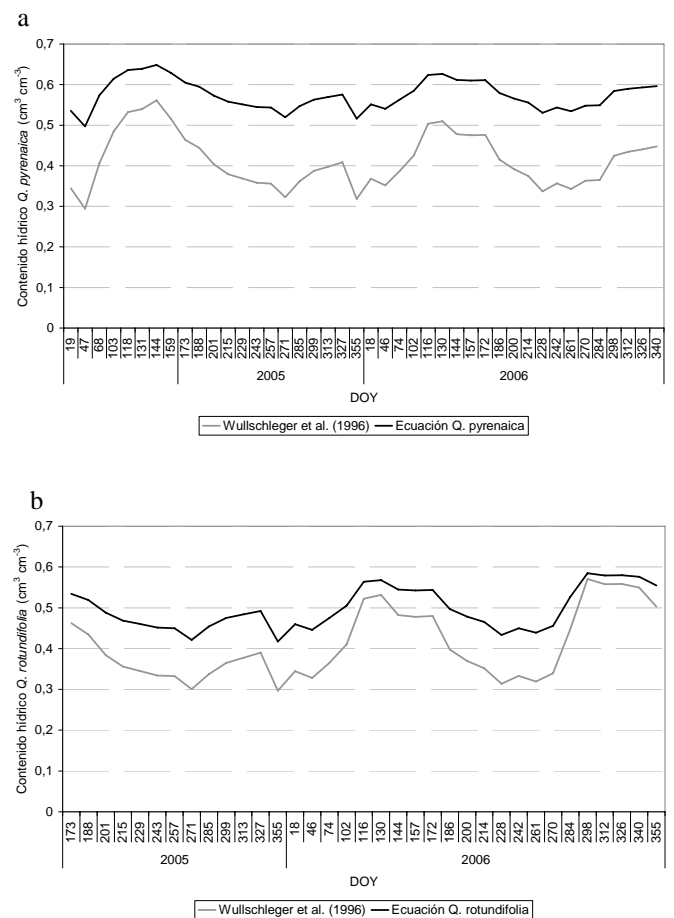 a
Contenido hídrico Q. pyrenaica (cm3 cm-3)
0,7
0,6
0,5
0,4
0,3
0,2
0,1
0
19 47 68 103 118 131 144 159 173 188 201 215 229 243 257 271 285 299 313 327 355 18 46 74 102 116 130 144 157 172 186 200 214 228 242 261 270 284 298 312 326 340
2005 2006
DOY
Wullschleger et al. (1996) Ecuación Q. pyrenaica
b
Contenido hídrico Q. rotundifolia (cm3 cm-3)
0,7
0,6
0,5
0,4
0,3
0,2
0,1
0
173 188 201 215 229 243 257 271 285 299 313 327 355 18 46 74 102 116 130 144 157 172 186 200 214 228 242 261 270 284 298 312 326 340 355
2005 2006
DOY
Wullschleger et al. (1996) Ecuación Q. rotundifolia